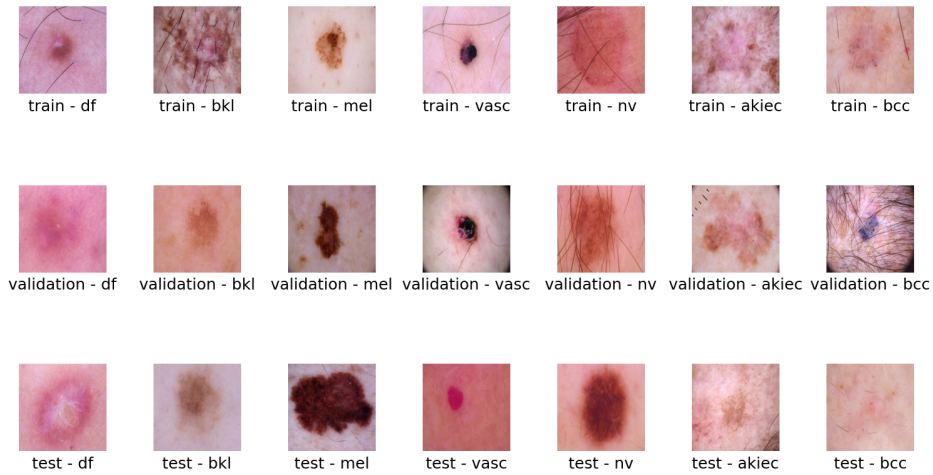 train - df
train - bkl
train - mel
train - vasc
train - nv
train - akiec
train - bcc
validation - df
validation - bkl
validation - mel
validation - vasc
validation - nv
validation - akiec
validation - bcc
test - df
test - bkl
test - mel
test - vasc
test - nv
test - akiec
test - bcc